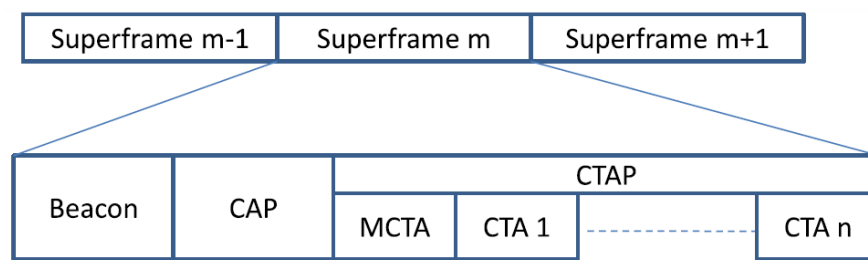 Superframe m-1 Superframe m Superframe m+1
CTAP
Beacon CAP
MCTA CTA 1 CTA n